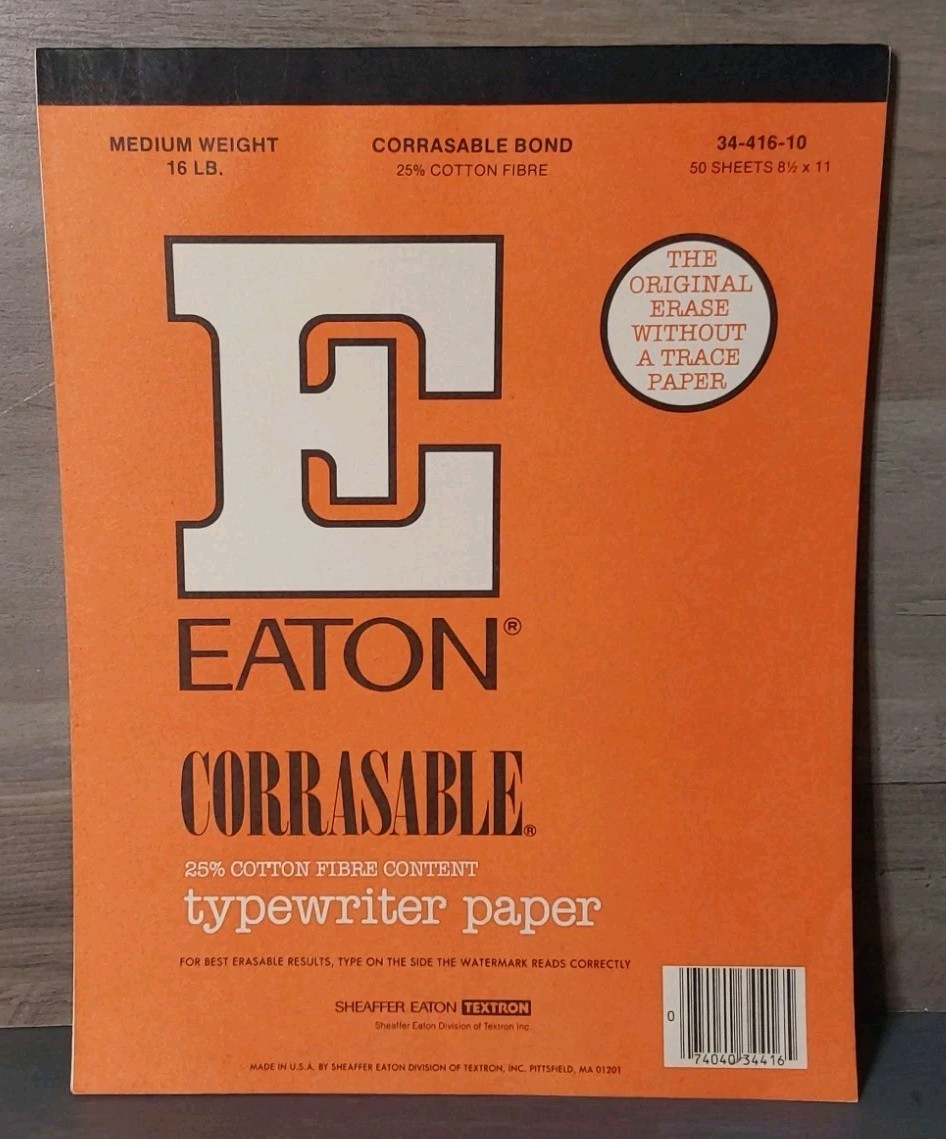 MEDIUM WEIGHT
16 LB.
CORRASABLE BOND
25% COTTON FIBRE
34-416-10
50 SHEETS 8½ x 11
E
THE
ORIGINAL
ERASE
WITHOUT
A TRACE
PAPER
EATON®
CORRASABLE®
25% COTTON FIBRE CONTENT
typewriter paper
FOR BEST ERASABLE RESULTS, TYPE ON THE SIDE THE WATERMARK READS CORRECTLY
SHEAFFER EATON TEXTRON
Sheaffer Eaton Division of Textron Inc.
MADE IN U.S.A. BY SHEAFFER EATON DIVISION OF TEXTRON, INC. PITTSFIELD, MA 01201
0 74040 34416